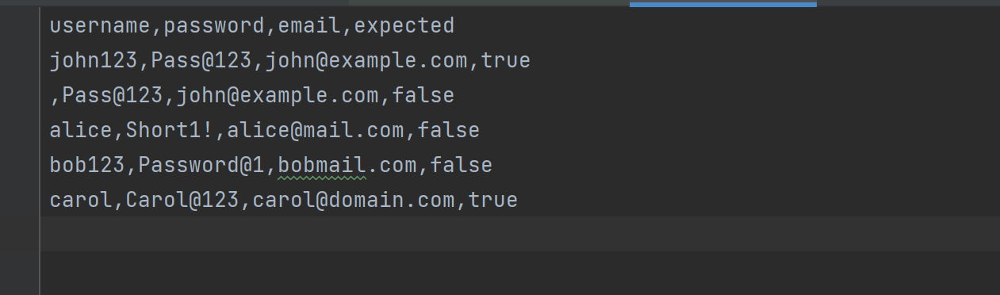 username,password,email,expected
john123,Pass@123,john@example.com,true
,Pass@123,john@example.com,false
alice,Short1!,alice@mail.com,false
bob123,Password@1,bobmail.com,false
carol,Carol@123,carol@domain.com,true